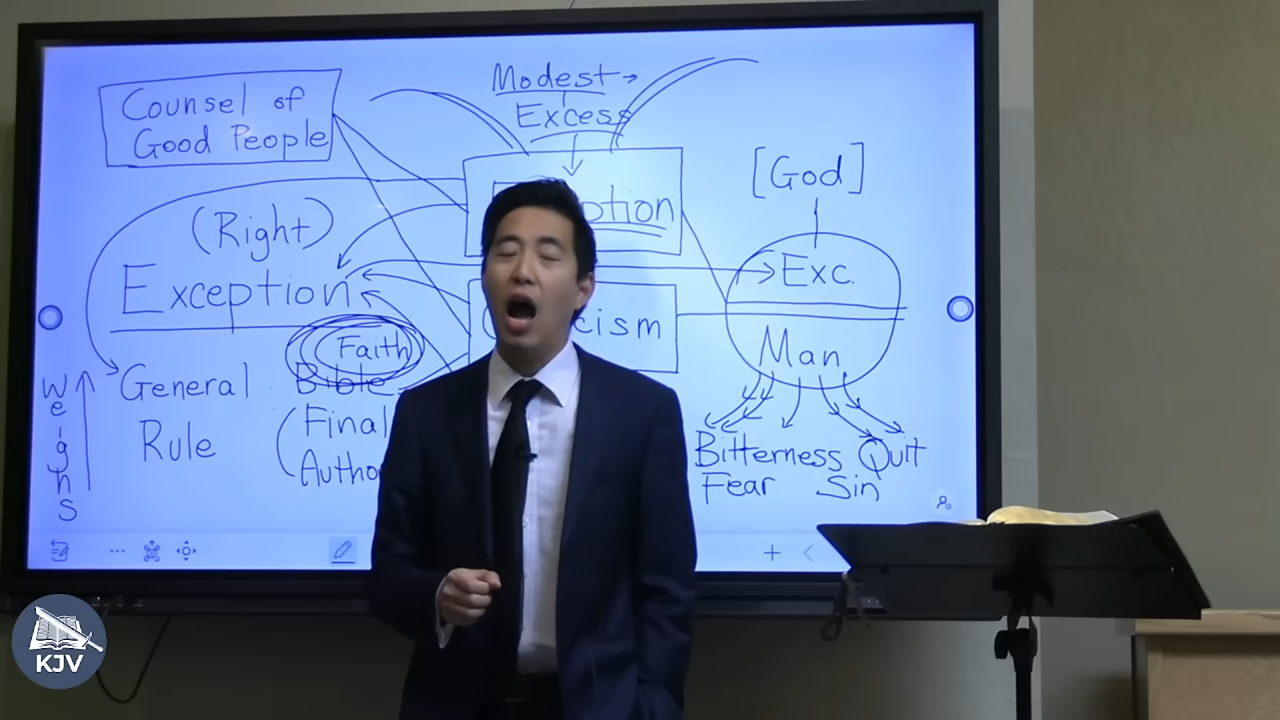 Counsel of
Good People
Modest →
Excess
[God]
(Right)
Exception
Exc.
Man
Faith
Bible
General
Rule
Final
Weighs
Bitterness Quit
Fear Sin
KJV